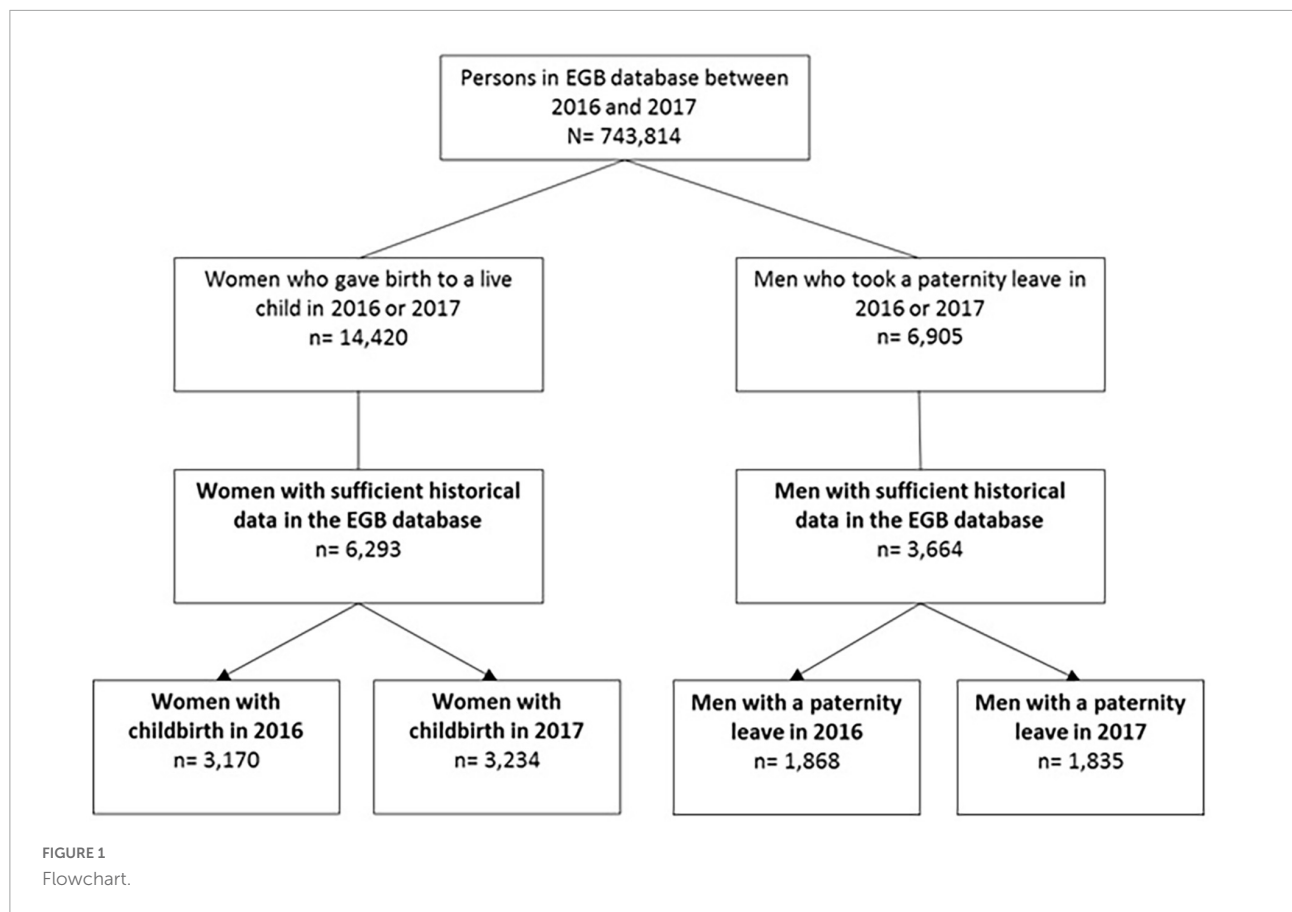 Persons in EGB database between
2016 and 2017
N= 743,814
Women who gave birth to a live
child in 2016 or 2017
n= 14,420
Men who took a paternity leave in
2016 or 2017
n= 6,905
Women with sufficient historical
data in the EGB database
n= 6,293
Men with sufficient historical
data in the EGB database
n= 3,664
Women with
childbirth in 2016
n= 3,170
Women with
childbirth in 2017
n= 3,234
Men with a paternity
leave in 2016
n= 1,868
Men with a paternity
leave in 2017
n= 1,835
FIGURE 1
Flowchart.